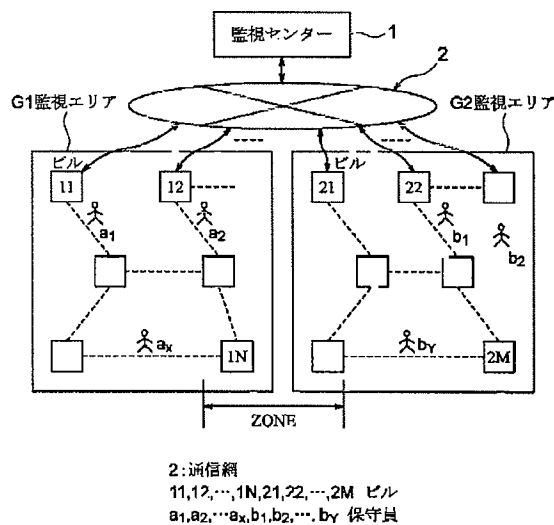 監視センター
1
2
G1監視エリア
G2監視エリア
ビル
11
12
a1
a2
aX
1N
ビル
21
22
b1
b2
bY
2M
ZONE
2:通信網
11,12,…,1N,21,22,…,2M ビル
a1,a2,…aX,b1,b2,…,bY 保守員